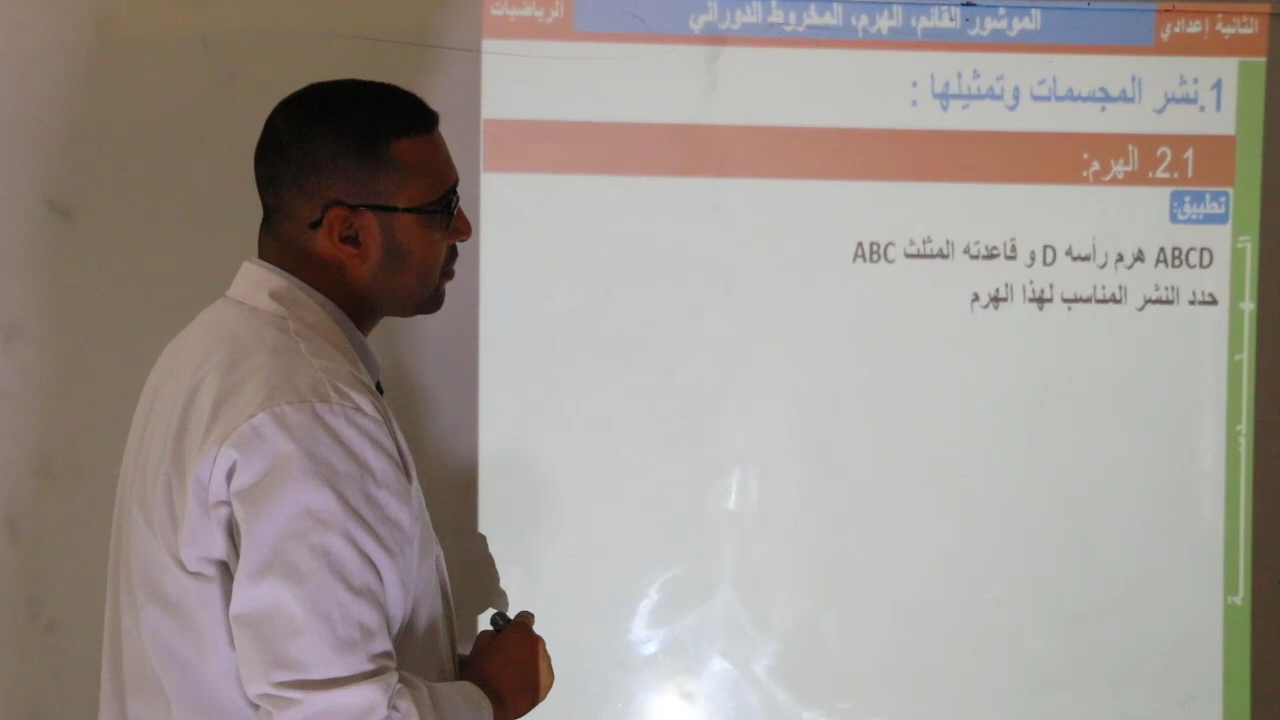 الثانية إعدادي
الموشور القائم، الهرم، المخروط الدوراني
الرياضيات
1.نشر المجسمات وتمثيلها :
2.1. الهرم:
تطبيق:
ABCD هرم رأسه D و قاعدته المثلث ABC
حدد النشر المناسب لهذا الهرم
الهندسة